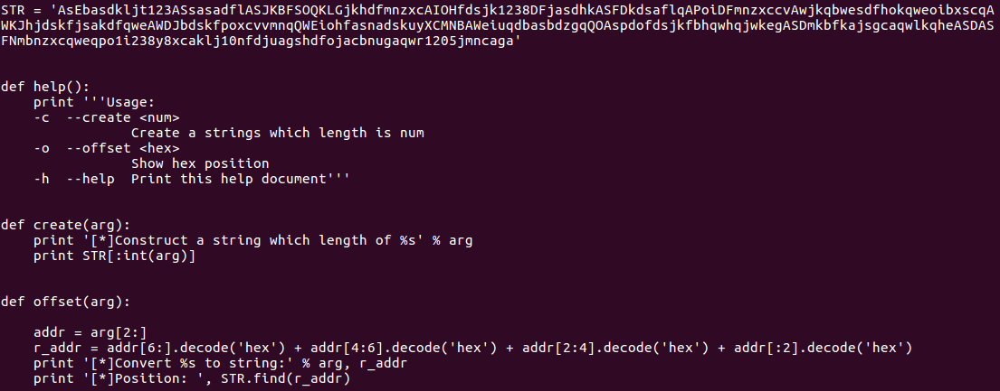 STR = 'AsEbasdkljt123ASsasadflASJKBFSOQKLGjkhdfmnzxcAIOHfdsjk1238DFjasdhkASFDkdsaflqAPoiDFmnzxccvAwjkqbwesdfhokqweoibxscqA
WKJhjdskfjsakdfqweAWDJbdskfpoxcvvmnqQWEiohfasnadskuyXCMNBAWeiuqdbasbdzgqQOAspdofdsjkfbhqwhqjwkegASDmkbfkajsgcaqwlkqheASDAS
FNmbnzxcqweqpo1i238y8xcaklj10nfdjuagshdfojacbnugaqwr1205jmncaga'
def help():
    print '''Usage:
    -c  --create <num>
                Create a strings which length is num
    -o  --offset <hex>
                Show hex position
    -h  --help  Print this help document'''
def create(arg):
    print '[*]Construct a string which length of %s' % arg
    print STR[:int(arg)]
def offset(arg):
    addr = arg[2:]
    r_addr = addr[6:].decode('hex') + addr[4:6].decode('hex') + addr[2:4].decode('hex') + addr[:2].decode('hex')
    print '[*]Convert %s to string:' % arg, r_addr
    print '[*]Position: ', STR.find(r_addr)